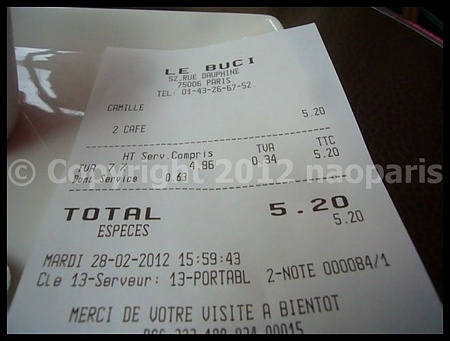 LE BUCI
52,RUE DAUPHINE
75006 PARIS
TEL: 01-43-26-67-52
CAMILLE
2 CAFE 5.20
HT Serv.Compris TVA TTC
TVA % 4.86 0.34 5.20
Dont Service 0.63
© Copyright 2012 naoparis
TOTAL 5.20
ESPECES 5.20
MARDI 28-02-2012 15:59:43
Cle 13-Serveur: 13-PORTABL 2-NOTE 000084/1
MERCI DE VOTRE VISITE A BIENTOT